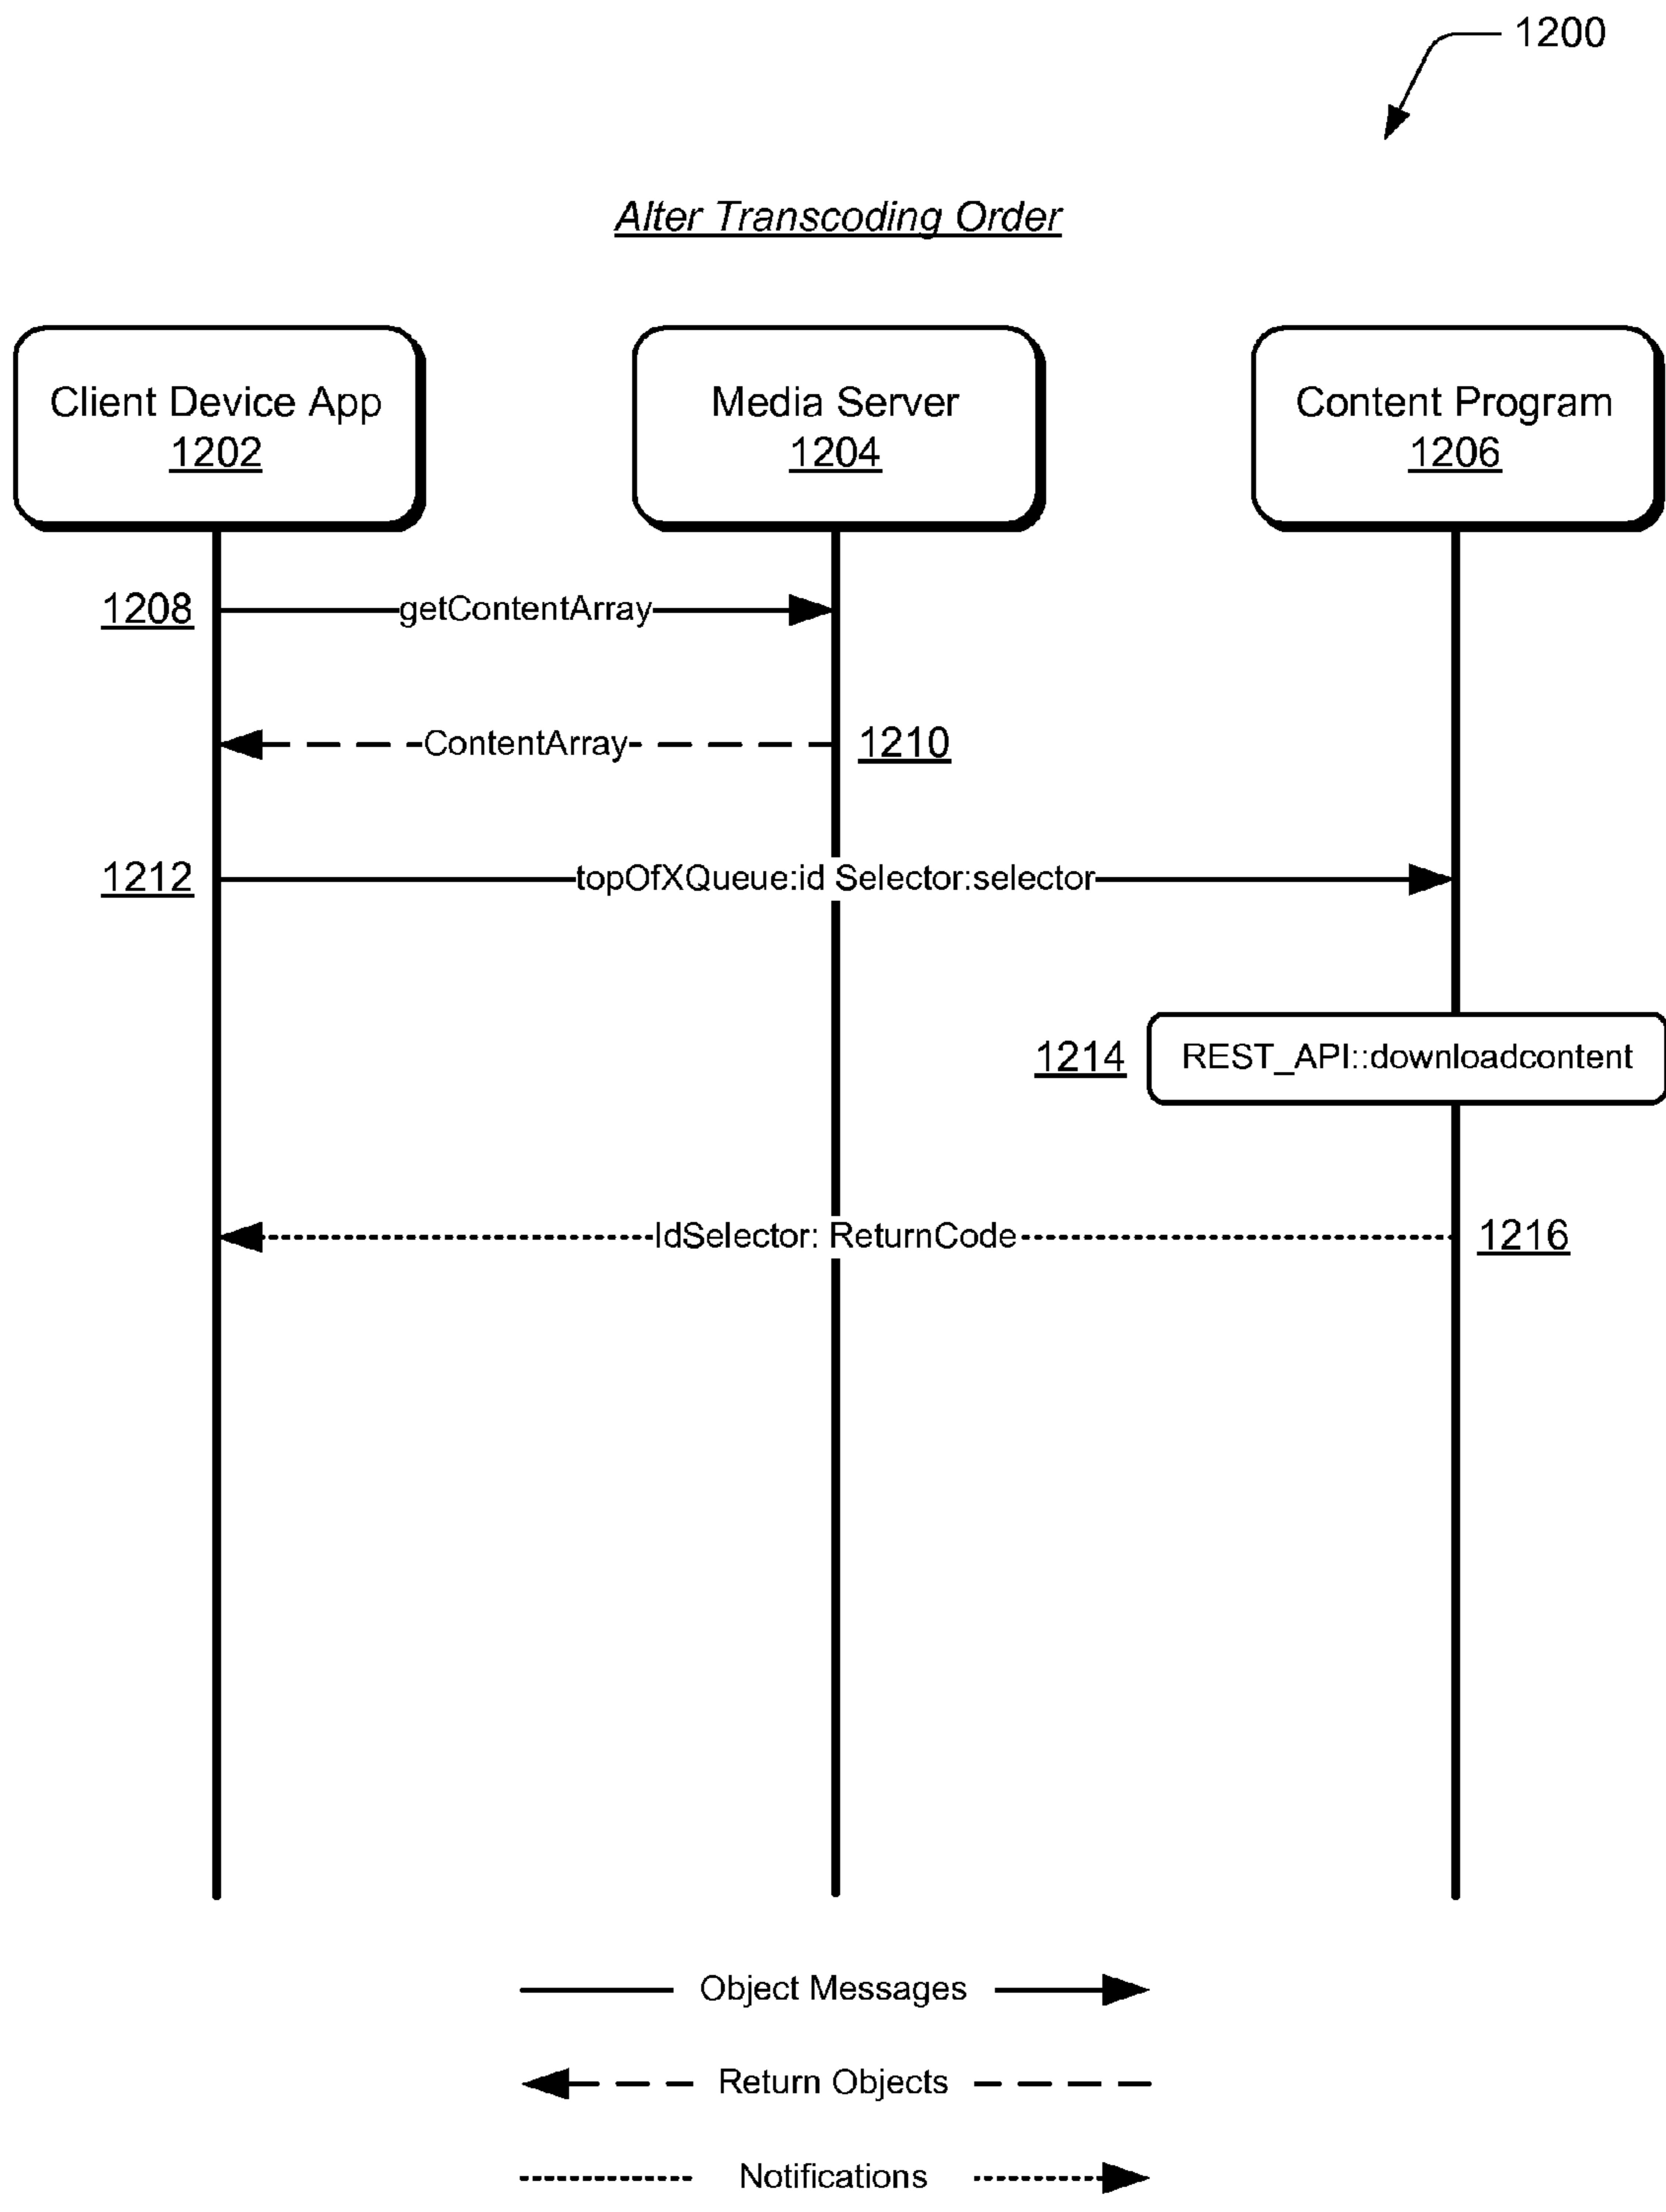 1200
Alter Transcoding Order
Client Device App
1202
Media Server
1204
Content Program
1206
1208
getContentArray
ContentArray
1210
1212
topOfXQueue:id Selector:selector
1214
REST_API::downloadcontent
IdSelector: ReturnCode
1216
Object Messages
Return Objects
Notifications